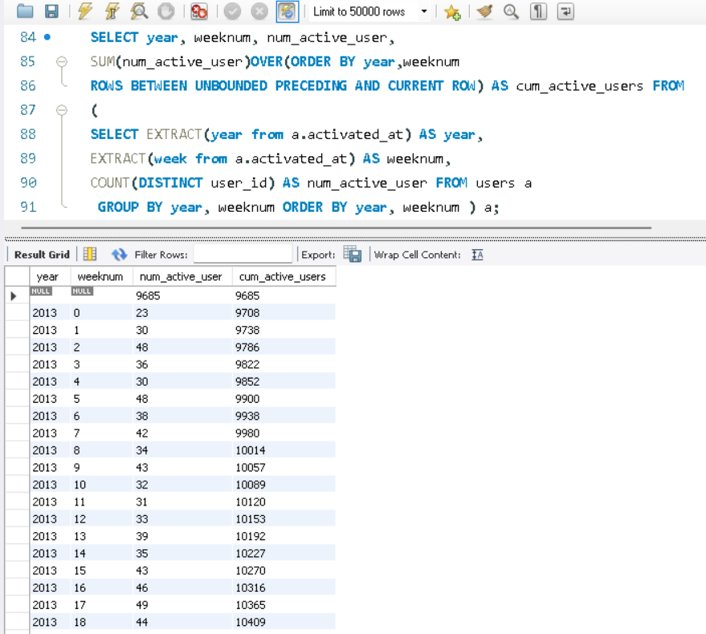 Limit to 50000 rows
84 SELECT year, weeknum, num_active_user,
85 SUM(num_active_user)OVER(ORDER BY year,weeknum
86 ROWS BETWEEN UNBOUNDED PRECEDING AND CURRENT ROW) AS cum_active_users FROM
87 (
88 SELECT EXTRACT(year from a.activated_at) AS year,
89 EXTRACT(week from a.activated_at) AS weeknum,
90 COUNT(DISTINCT user_id) AS num_active_user FROM users a
91 GROUP BY year, weeknum ORDER BY year, weeknum ) a;
Result Grid Filter Rows: Export: Wrap Cell Content: IA
year weeknum num_active_user cum_active_users
NULL NULL 9685 9685
2013 0 23 9708
2013 1 30 9738
2013 2 48 9786
2013 3 36 9822
2013 4 30 9852
2013 5 48 9900
2013 6 38 9938
2013 7 42 9980
2013 8 34 10014
2013 9 43 10057
2013 10 32 10089
2013 11 31 10120
2013 12 33 10153
2013 13 39 10192
2013 14 35 10227
2013 15 43 10270
2013 16 46 10316
2013 17 49 10365
2013 18 44 10409